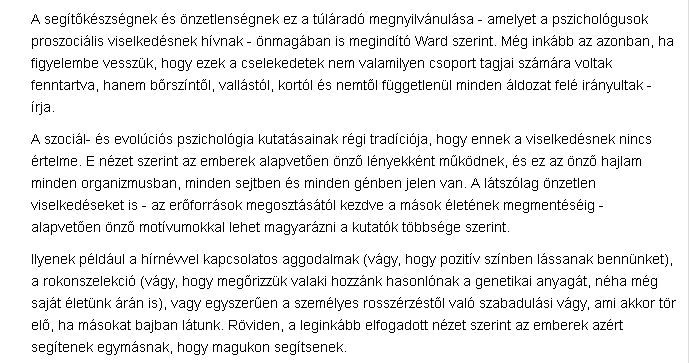 A segítőkészségnek és önzetlenségnek ez a túláradó megnyilvánulása - amelyet a pszichológusok
proszociális viselkedésnek hívnak - önmagában is megindító Ward szerint. Még inkább az azonban, ha
figyelembe vesszük, hogy ezek a cselekedetek nem valamilyen csoport tagjai számára voltak
fenntartva, hanem bőrszíntől, vallástól, kortól és nemtől függetlenül minden áldozat felé irányultak -
írja.
A szociál- és evolúciós pszichológia kutatásainak régi tradíciója, hogy ennek a viselkedésnek nincs
értelme. E nézet szerint az emberek alapvetően önző lényekként működnek, és ez az önző hajlam
minden organizmusban, minden sejtben és minden génben jelen van. A látszólag önzetlen
viselkedéseket is - az erőforrások megosztásától kezdve a mások életének megmentéséig -
alapvetően önző motívumokkal lehet magyarázni a kutatók többsége szerint.
Ilyenek például a hírnévvel kapcsolatos aggodalmak (vágy, hogy pozitív színben lássanak bennünket),
a rokonszelekció (vágy, hogy megőrizzük valaki hozzánk hasonlónak a genetikai anyagát, néha még
saját életünk árán is), vagy egyszerűen a személyes rosszérzéstől való szabadulási vágy, ami akkor tör
elő, ha másokat bajban látunk. Röviden, a leginkább elfogadott nézet szerint az emberek azért
segítenek egymásnak, hogy magukon segítsenek.